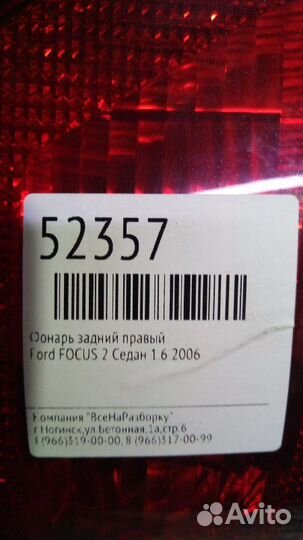 52357
Фонарь задний правый
Ford FOCUS 2 Седан 1.6 2006
Компания "ВсеНаРазборку"
г.Ногинск,ул.Бетонная,1а,стр.6
8(966)319-00-00, 8 (966)317-00-99
Avito